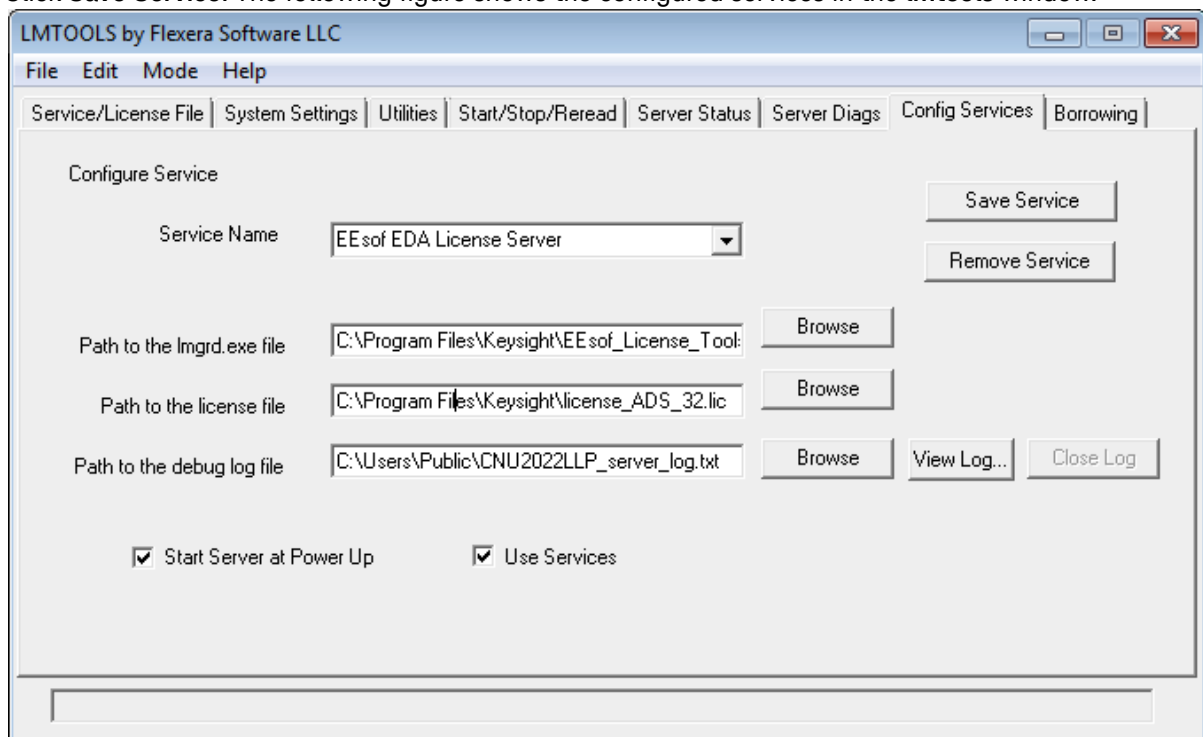 Click Save Service. The following figure shows the configured services in the lmtools window.
LMTOOLS by Flexera Software LLC
File Edit Mode Help
Service/License File System Settings Utilities Start/Stop/Reread Server Status Server Diags Config Services Borrowing
Configure Service
Save Service
Service Name EEsof EDA License Server
Remove Service
Path to the lmgrd.exe file C:\Program Files\Keysight\EEsof_License_Tools Browse
Path to the license file C:\Program Files\Keysight\license_ADS_32.lic Browse
Path to the debug log file C:\Users\Public\CNU2022LLP_server_log.txt Browse View Log... Close Log
Start Server at Power Up Use Services